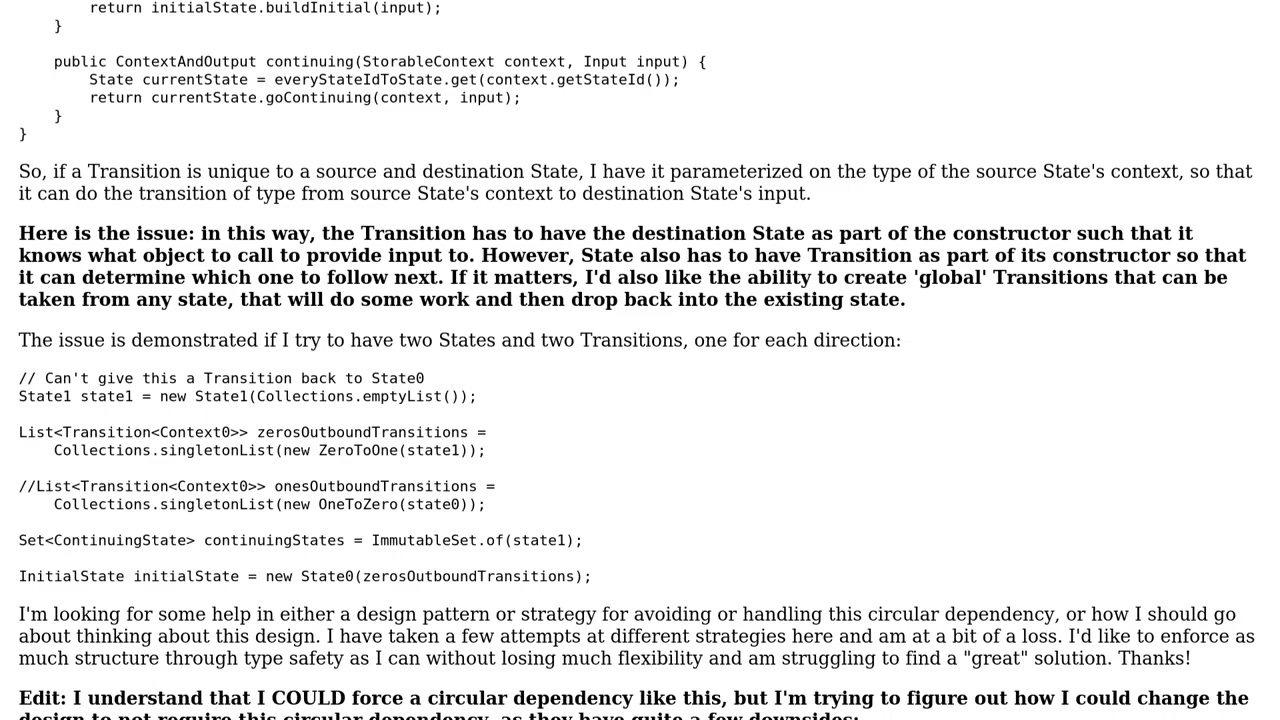 return initialState.buildInitial(input);
    }

    public ContextAndOutput continuing(StorableContext context, Input input) {
        State currentState = everyStateIdToState.get(context.getStateId());
        return currentState.goContinuing(context, input);
    }
}
So, if a Transition is unique to a source and destination State, I have it parameterized on the type of the source State's context, so that
it can do the transition of type from source State's context to destination State's input.
Here is the issue: in this way, the Transition has to have the destination State as part of the constructor such that it
knows what object to call to provide input to. However, State also has to have Transition as part of its constructor so that
it can determine which one to follow next. If it matters, I'd also like the ability to create 'global' Transitions that can be
taken from any state, that will do some work and then drop back into the existing state.
The issue is demonstrated if I try to have two States and two Transitions, one for each direction:
// Can't give this a Transition back to State0
State1 state1 = new State1(Collections.emptyList());

List<Transition<Context0>> zerosOutboundTransitions =
    Collections.singletonList(new ZeroToOne(state1));

//List<Transition<Context0>> onesOutboundTransitions =
    Collections.singletonList(new OneToZero(state0));

Set<ContinuingState> continuingStates = ImmutableSet.of(state1);

InitialState initialState = new State0(zerosOutboundTransitions);
I'm looking for some help in either a design pattern or strategy for avoiding or handling this circular dependency, or how I should go
about thinking about this design. I have taken a few attempts at different strategies here and am at a bit of a loss. I'd like to enforce as
much structure through type safety as I can without losing much flexibility and am struggling to find a "great" solution. Thanks!
Edit: I understand that I COULD force a circular dependency like this, but I'm trying to figure out how I could change the
design to not require this circular dependency, as they have quite a few downsides: